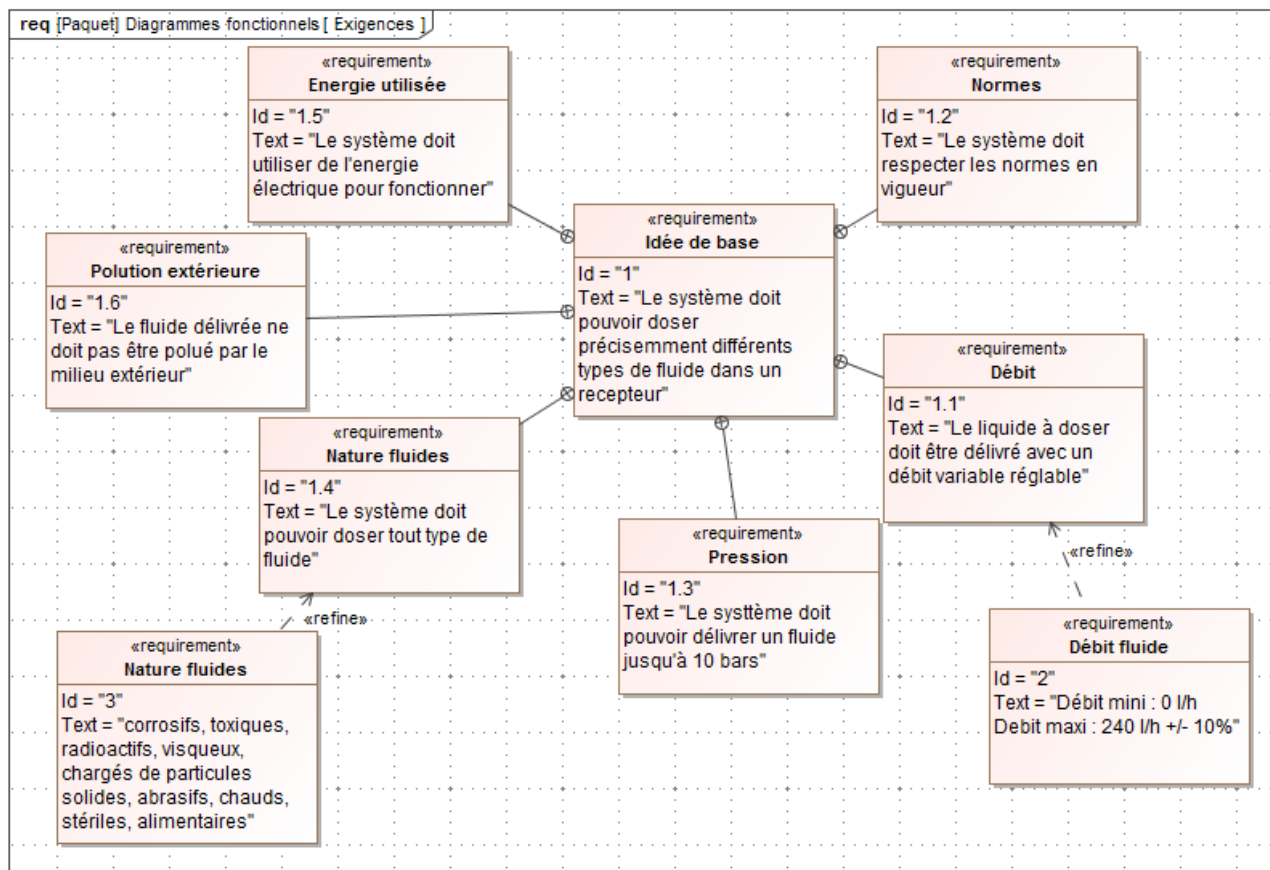 req [Paquet] Diagrammes fonctionnels [ Exigences ]
«requirement»
Energie utilisée
Id = "1.5"
Text = "Le système doit
utiliser de l'energie
électrique pour fonctionner"
«requirement»
Normes
Id = "1.2"
Text = "Le système doit
respecter les normes en
vigueur"
«requirement»
Idée de base
Id = "1"
Text = "Le système doit
pouvoir doser
précisemment différents
types de fluide dans un
recepteur"
«requirement»
Polution extérieure
Id = "1.6"
Text = "Le fluide délivrée ne
doit pas être polué par le
milieu extérieur"
«requirement»
Débit
Id = "1.1"
Text = "Le liquide à doser
doit être délivré avec un
débit variable réglable"
«requirement»
Nature fluides
Id = "1.4"
Text = "Le système doit
pouvoir doser tout type de
fluide"
«requirement»
Pression
Id = "1.3"
Text = "Le systtème doit
pouvoir délivrer un fluide
jusqu'à 10 bars"
«refine»
«refine»
«requirement»
Débit fluide
Id = "2"
Text = "Débit mini : 0 l/h
Debit maxi : 240 l/h +/- 10%"
«requirement»
Nature fluides
Id = "3"
Text = "corrosifs, toxiques,
radioactifs, visqueux,
chargés de particules
solides, abrasifs, chauds,
stériles, alimentaires"